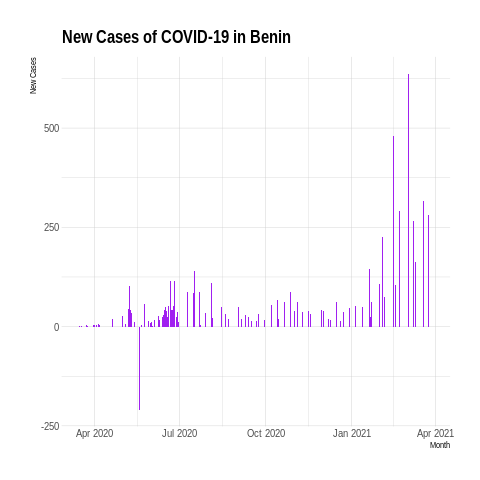 New Cases of COVID-19 in Benin
New Cases
500
250
0
-250
Apr 2020
Jul 2020
Oct 2020
Jan 2021
Apr 2021
Month